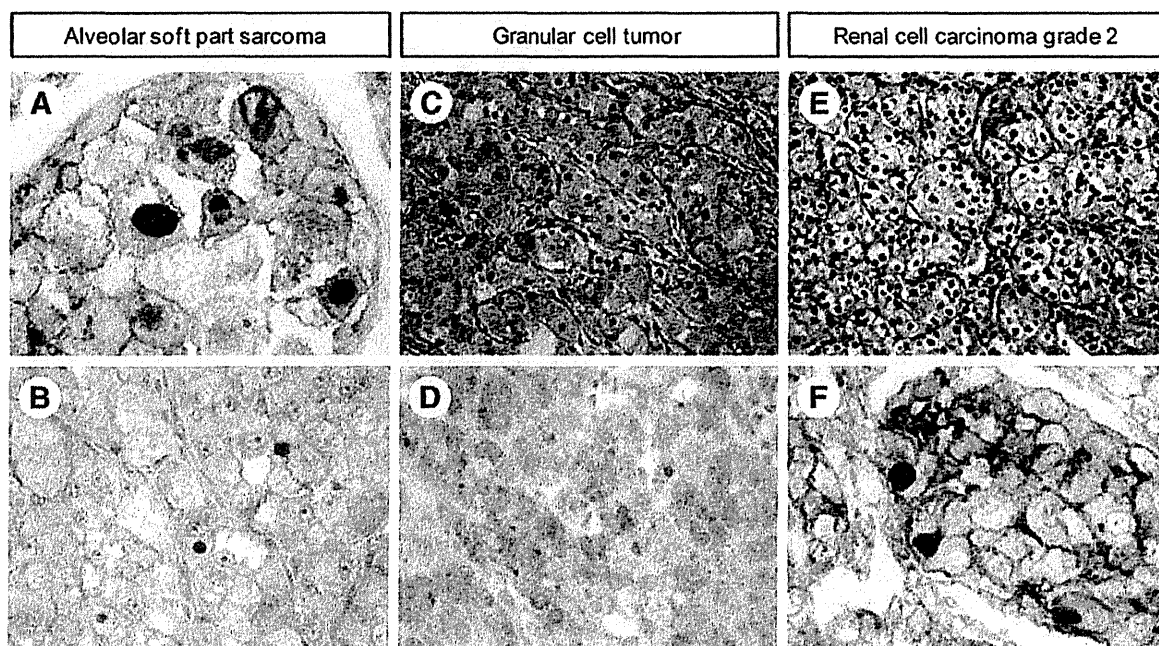 Alveolar soft part sarcoma
Granular cell tumor
Renal cell carcinoma grade 2
A
C
E
B
D
F